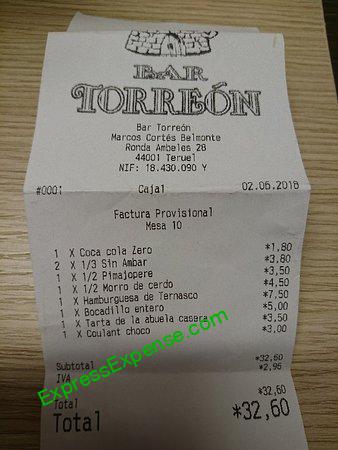 BAR
TORREÓN
Bar Torreón
Marcos Cortés Belmonte
Ronda Ambeles 28
44001 Teruel
NIF: 18.430.090 Y
#0001 Caja1 02.06.2018
Factura Provisional
Mesa 10
1 X Coca cola Zero *1,80
2 X 1/3 Sin Ambar *3,80
1 X 1/2 Pimajopere *3,50
1 X 1/2 Morro de cerdo *4,50
1 X Hamburguesa de Ternasco *7,50
1 X Bocadillo entero *5,00
1 X Tarta de la abuela casera *3,50
1 X Coulant choco *3,00
Subtotal *32,60
IVA *2,96
Total *32,60
Total *32,60
ExpressExpense.com